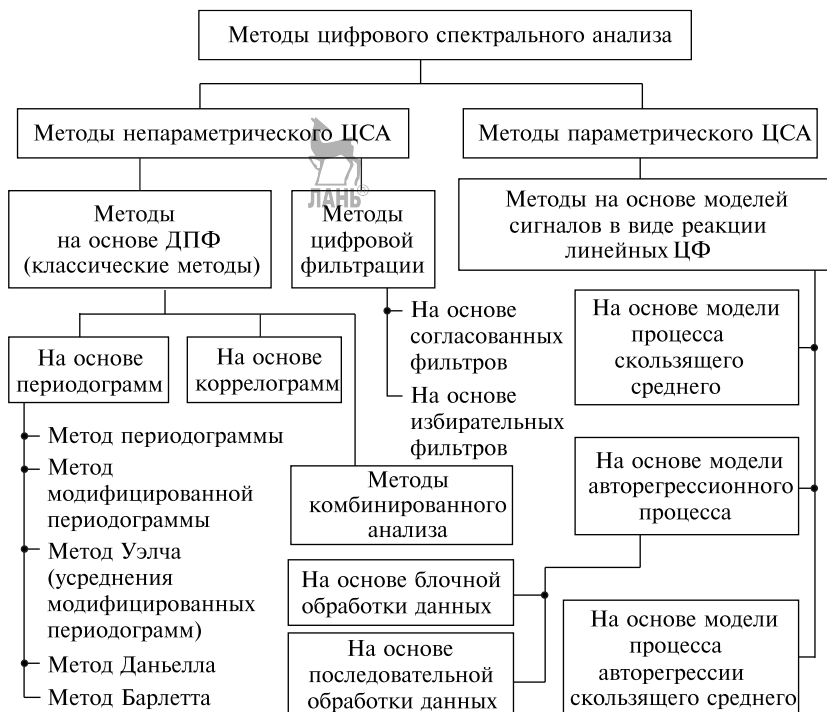 Методы цифрового спектрального анализа
Методы непараметрического ЦСА
Методы параметрического ЦСА
ЛАНЬ®
Методы
на основе ДПФ
(классические методы)
Методы
цифровой
фильтрации
Методы на основе моделей
сигналов в виде реакции
линейных ЦФ
На основе
согласованных
фильтров
На основе
избирательных
фильтров
На основе
периодограмм
На основе
коррелограмм
Метод периодограммы
Метод
модифицированной
периодограммы
Метод Уэлча
(усреднения
модифицированных
периодограмм)
Метод Даньелла
Метод Барлетта
Методы
комбинированного
анализа
На основе модели
процесса
скользящего
среднего
На основе модели
авторегрессионного
процесса
На основе блочной
обработки данных
На основе
последовательной
обработки данных
На основе модели
процесса
авторегрессии
скользящего среднего